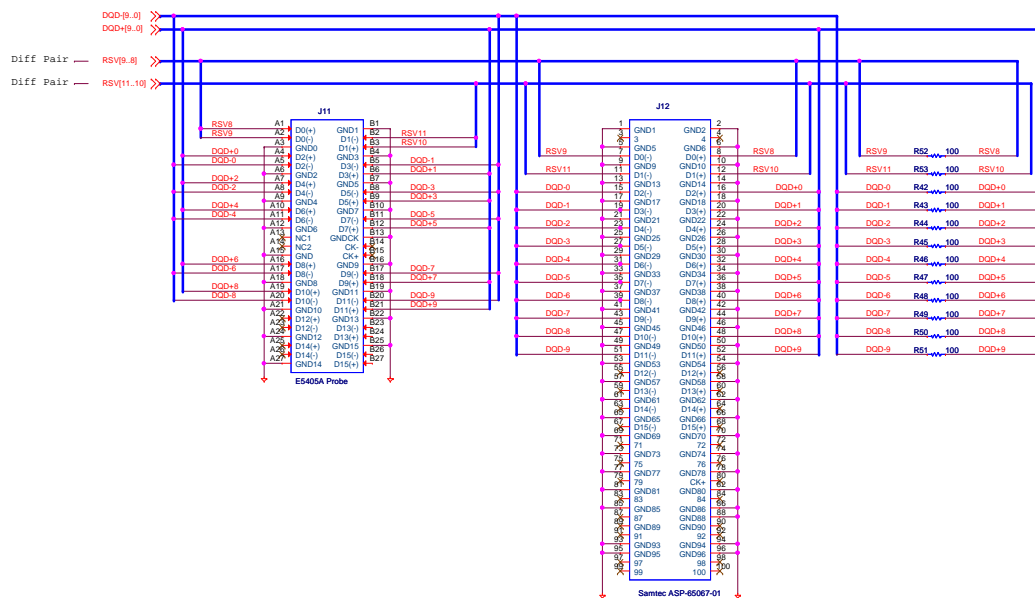 DQD-[9..0]
DQD+[9..0]
Diff Pair RSV[9..8]
Diff Pair RSV[11..10]
J11
A1 D0(+) GND1 B1
RSV8
A2 D0(-) D1(-) B2
RSV9 RSV11
A3 GND0 D1(+) B3
RSV10
A4 D2(+) GND3 B4
DQD+0
A5 D2(-) D3(-) B5
DQD-0 DQD-1
A6 GND2 D3(+) B6
DQD+1
A7 D4(+) GND5 B7
DQD+2
A8 D4(-) D5(-) B8
DQD-2 DQD-3
A9 GND4 D5(+) B9
DQD+3
A10 D6(+) GND7 B10
DQD+4
A11 D6(-) D7(-) B11
DQD-4 DQD-5
A12 GND6 D7(+) B12
DQD+5
A13 NC1 GNDCK B13
A14 NC2 CK- B14
A15 GND CK+ B15
A16 D8(+) GND9 B16
DQD+6
A17 D8(-) D9(-) B17
DQD-6 DQD-7
A18 GND8 D9(+) B18
DQD+7
A19 D10(+) GND11 B19
DQD+8
A20 D10(-) D11(-) B20
DQD-8 DQD-9
A21 GND10 D11(+) B21
DQD+9
A22 D12(+) GND13 B22
A23 D12(-) D13(-) B23
A24 GND12 D13(+) B24
A25 D14(+) GND15 B25
A26 D14(-) D15(-) B26
A27 GND14 D15(+) B27
E5405A Probe
J12
1 GND1 GND2 2
3 3 4 4
5 GND5 GND6 6
RSV9 7 D0(-) D0(+) 8 RSV8
9 GND9 GND10 10
RSV11 11 D1(-) D1(+) 12 RSV10
13 GND13 GND14 14
DQD-0 15 D2(-) D2(+) 16 DQD+0
17 GND17 GND18 18
DQD-1 19 D3(-) D3(+) 20 DQD+1
21 GND21 GND22 22
DQD-2 23 D4(-) D4(+) 24 DQD+2
25 GND25 GND26 26
DQD-3 27 D5(-) D5(+) 28 DQD+3
29 GND29 GND30 30
DQD-4 31 D6(-) D6(+) 32 DQD+4
33 GND33 GND34 34
DQD-5 35 D7(-) D7(+) 36 DQD+5
37 GND37 GND38 38
DQD-6 39 D8(-) D8(+) 40 DQD+6
41 GND41 GND42 42
DQD-7 43 D9(-) D9(+) 44 DQD+7
45 GND45 GND46 46
DQD-8 47 D10(-) D10(+) 48 DQD+8
49 GND49 GND50 50
DQD-9 51 D11(-) D11(+) 52 DQD+9
53 GND53 GND54 54
55 D12(-) D12(+) 56
57 GND57 GND58 58
59 D13(-) D13(+) 60
61 GND61 GND62 62
63 D14(-) D14(+) 64
65 GND65 GND66 66
67 D15(-) D15(+) 68
69 GND69 GND70 70
71 71 72 72
73 GND73 GND74 74
75 75 76 76
77 GND77 GND78 78
79 79 CK+ 80
81 GND81 GND80 62
83 83 84 84
85 GND85 GND86 86
87 87 GND88 88
89 GND89 GND90 90
91 91 92 92
93 GND93 GND94 94
95 GND95 GND96 96
97 97 98 98
99 99 100 100
Samtec ASP-65067-01
RSV9 R52 100 RSV8
RSV11 R53 100 RSV10
DQD-0 R42 100 DQD+0
DQD-1 R43 100 DQD+1
DQD-2 R44 100 DQD+2
DQD-3 R45 100 DQD+3
DQD-4 R46 100 DQD+4
DQD-5 R47 100 DQD+5
DQD-6 R48 100 DQD+6
DQD-7 R49 100 DQD+7
DQD-8 R50 100 DQD+8
DQD-9 R51 100 DQD+9